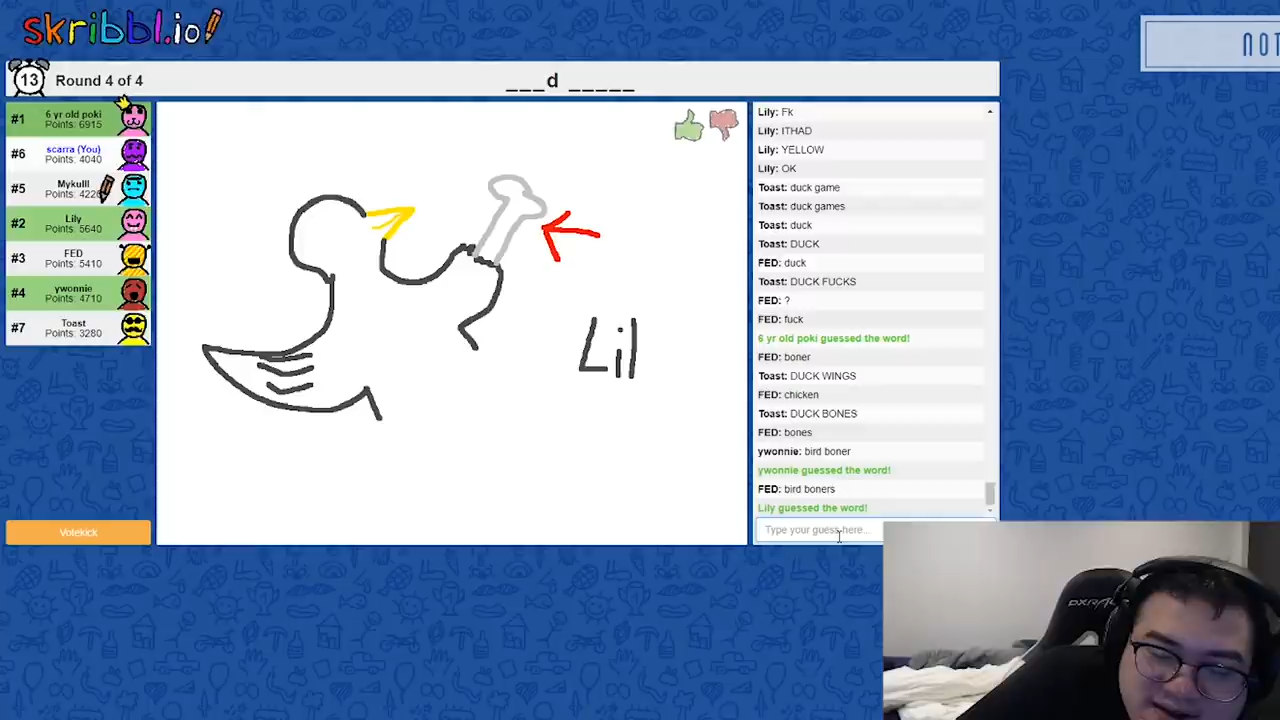 skribbl.io
NOT
13
Round 4 of 4
___d _____
#1
6 yr old poki
Points: 6915
#6
scarra (You)
Points: 4040
#5
Mykulll
Points: 4220
#2
Lily
Points: 5640
#3
FED
Points: 5410
#4
ywonnie
Points: 4710
#7
Toast
Points: 3280
Votekick
Lil
Lily: Fk
Lily: ITHAD
Lily: YELLOW
Lily: OK
Toast: duck game
Toast: duck games
Toast: duck
Toast: DUCK
FED: duck
Toast: DUCK FUCKS
FED: ?
FED: fuck
6 yr old poki guessed the word!
FED: boner
Toast: DUCK WINGS
FED: chicken
Toast: DUCK BONES
FED: bones
ywonnie: bird boner
ywonnie guessed the word!
FED: bird boners
Lily guessed the word!
Type your guess here...